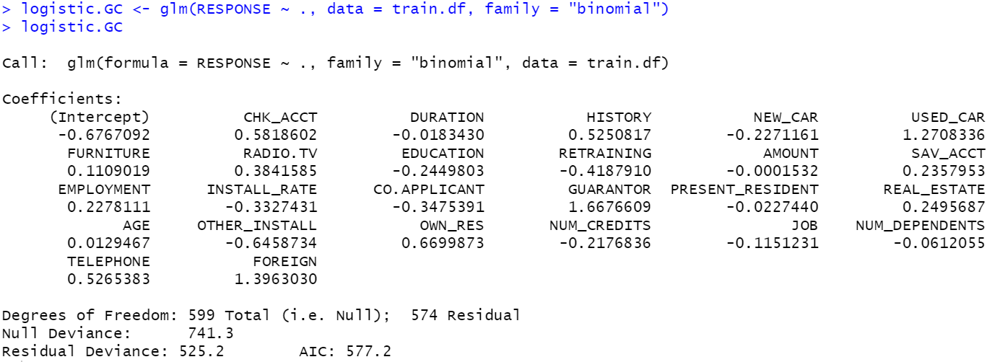 > logistic.GC <- glm(RESPONSE ~ ., data = train.df, family = "binomial")
> logistic.GC
Call:  glm(formula = RESPONSE ~ ., family = "binomial", data = train.df)
Coefficients:
     (Intercept)          CHK_ACCT          DURATION           HISTORY           NEW_CAR          USED_CAR
      -0.6767092         0.5818602        -0.0183430         0.5250817        -0.2271161         1.2708336
       FURNITURE          RADIO.TV         EDUCATION        RETRAINING            AMOUNT          SAV_ACCT
       0.1109019         0.3841585        -0.2449803        -0.4187910        -0.0001532         0.2357953
      EMPLOYMENT      INSTALL_RATE      CO.APPLICANT         GUARANTOR  PRESENT_RESIDENT       REAL_ESTATE
       0.2278111        -0.3327431        -0.3475391         1.6676609        -0.0227440         0.2495687
             AGE     OTHER_INSTALL           OWN_RES       NUM_CREDITS               JOB    NUM_DEPENDENTS
       0.0129467        -0.6458734         0.6699873        -0.2176836        -0.1151231        -0.0612055
       TELEPHONE           FOREIGN
       0.5265383         1.3963030
Degrees of Freedom: 599 Total (i.e. Null);  574 Residual
Null Deviance:      741.3
Residual Deviance: 525.2        AIC: 577.2